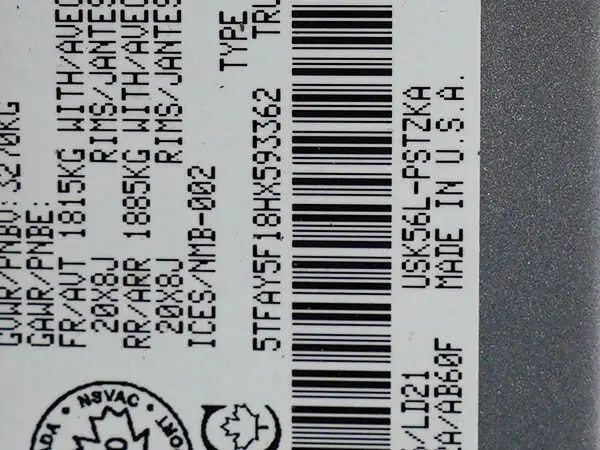 GVWR/PNBV: 3270KG
GAWR/PNBE:
FR/AVT 1815KG WITH/AVEC
20X8J RIMS/JANTES
RR/ARR 1885KG WITH/AVEC
20X8J RIMS/JANTES
ICES/NMB-002
TYPE
5TFAY5F18HX593362 TRU
USK56L-PSTZKA
MADE IN U.S.A.
/LD21
A/AB60F
NSVAC